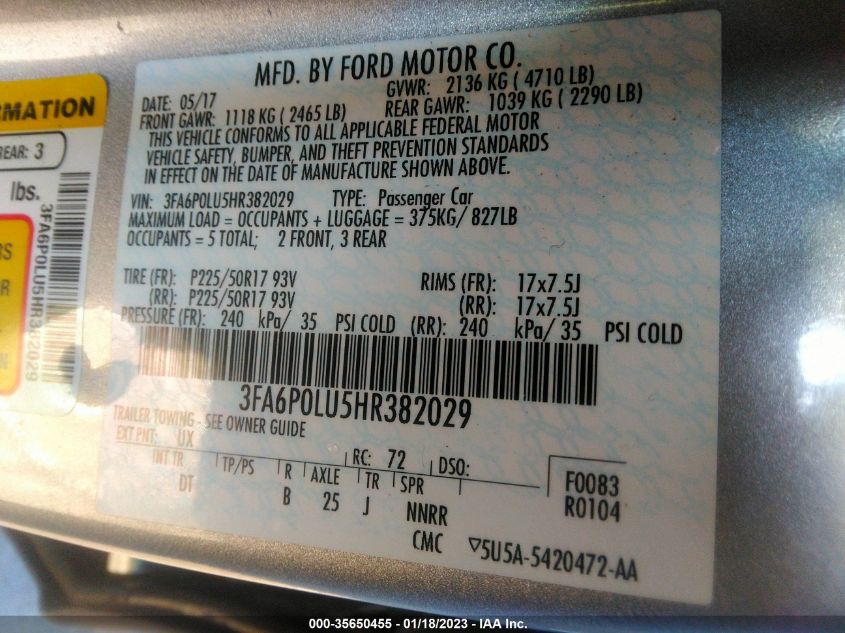 MFD. BY FORD MOTOR CO.
DATE: 05/17 GVWR: 2136 KG ( 4710 LB)
FRONT GAWR: 1118 KG ( 2465 LB) REAR GAWR: 1039 KG ( 2290 LB)
THIS VEHICLE CONFORMS TO ALL APPLICABLE FEDERAL MOTOR
VEHICLE SAFETY, BUMPER, AND THEFT PREVENTION STANDARDS
IN EFFECT ON THE DATE OF MANUFACTURE SHOWN ABOVE.
VIN: 3FA6P0LU5HR382029 TYPE: Passenger Car
MAXIMUM LOAD = OCCUPANTS + LUGGAGE = 375KG/ 827LB
OCCUPANTS = 5 TOTAL; 2 FRONT, 3 REAR
TIRE (FR): P225/50R17 93V RIMS (FR): 17x7.5J
(RR): P225/50R17 93V (RR): 17x7.5J
PRESSURE (FR): 240 kPa/ 35 PSI COLD (RR): 240 kPa/ 35 PSI COLD
3FA6P0LU5HR382029
TRAILER TOWING - SEE OWNER GUIDE
EXT PNT: UX RC: 72 DSO:
INT TR TP/PS R AXLE TR SPR F0083
DT B 25 J NNRR R0104
CMC ▽5U5A-5420472-AA
REAR: 3
lbs.
3FA6P0LU5HR382029
000-35650455 - 01/18/2023 - IAA Inc.